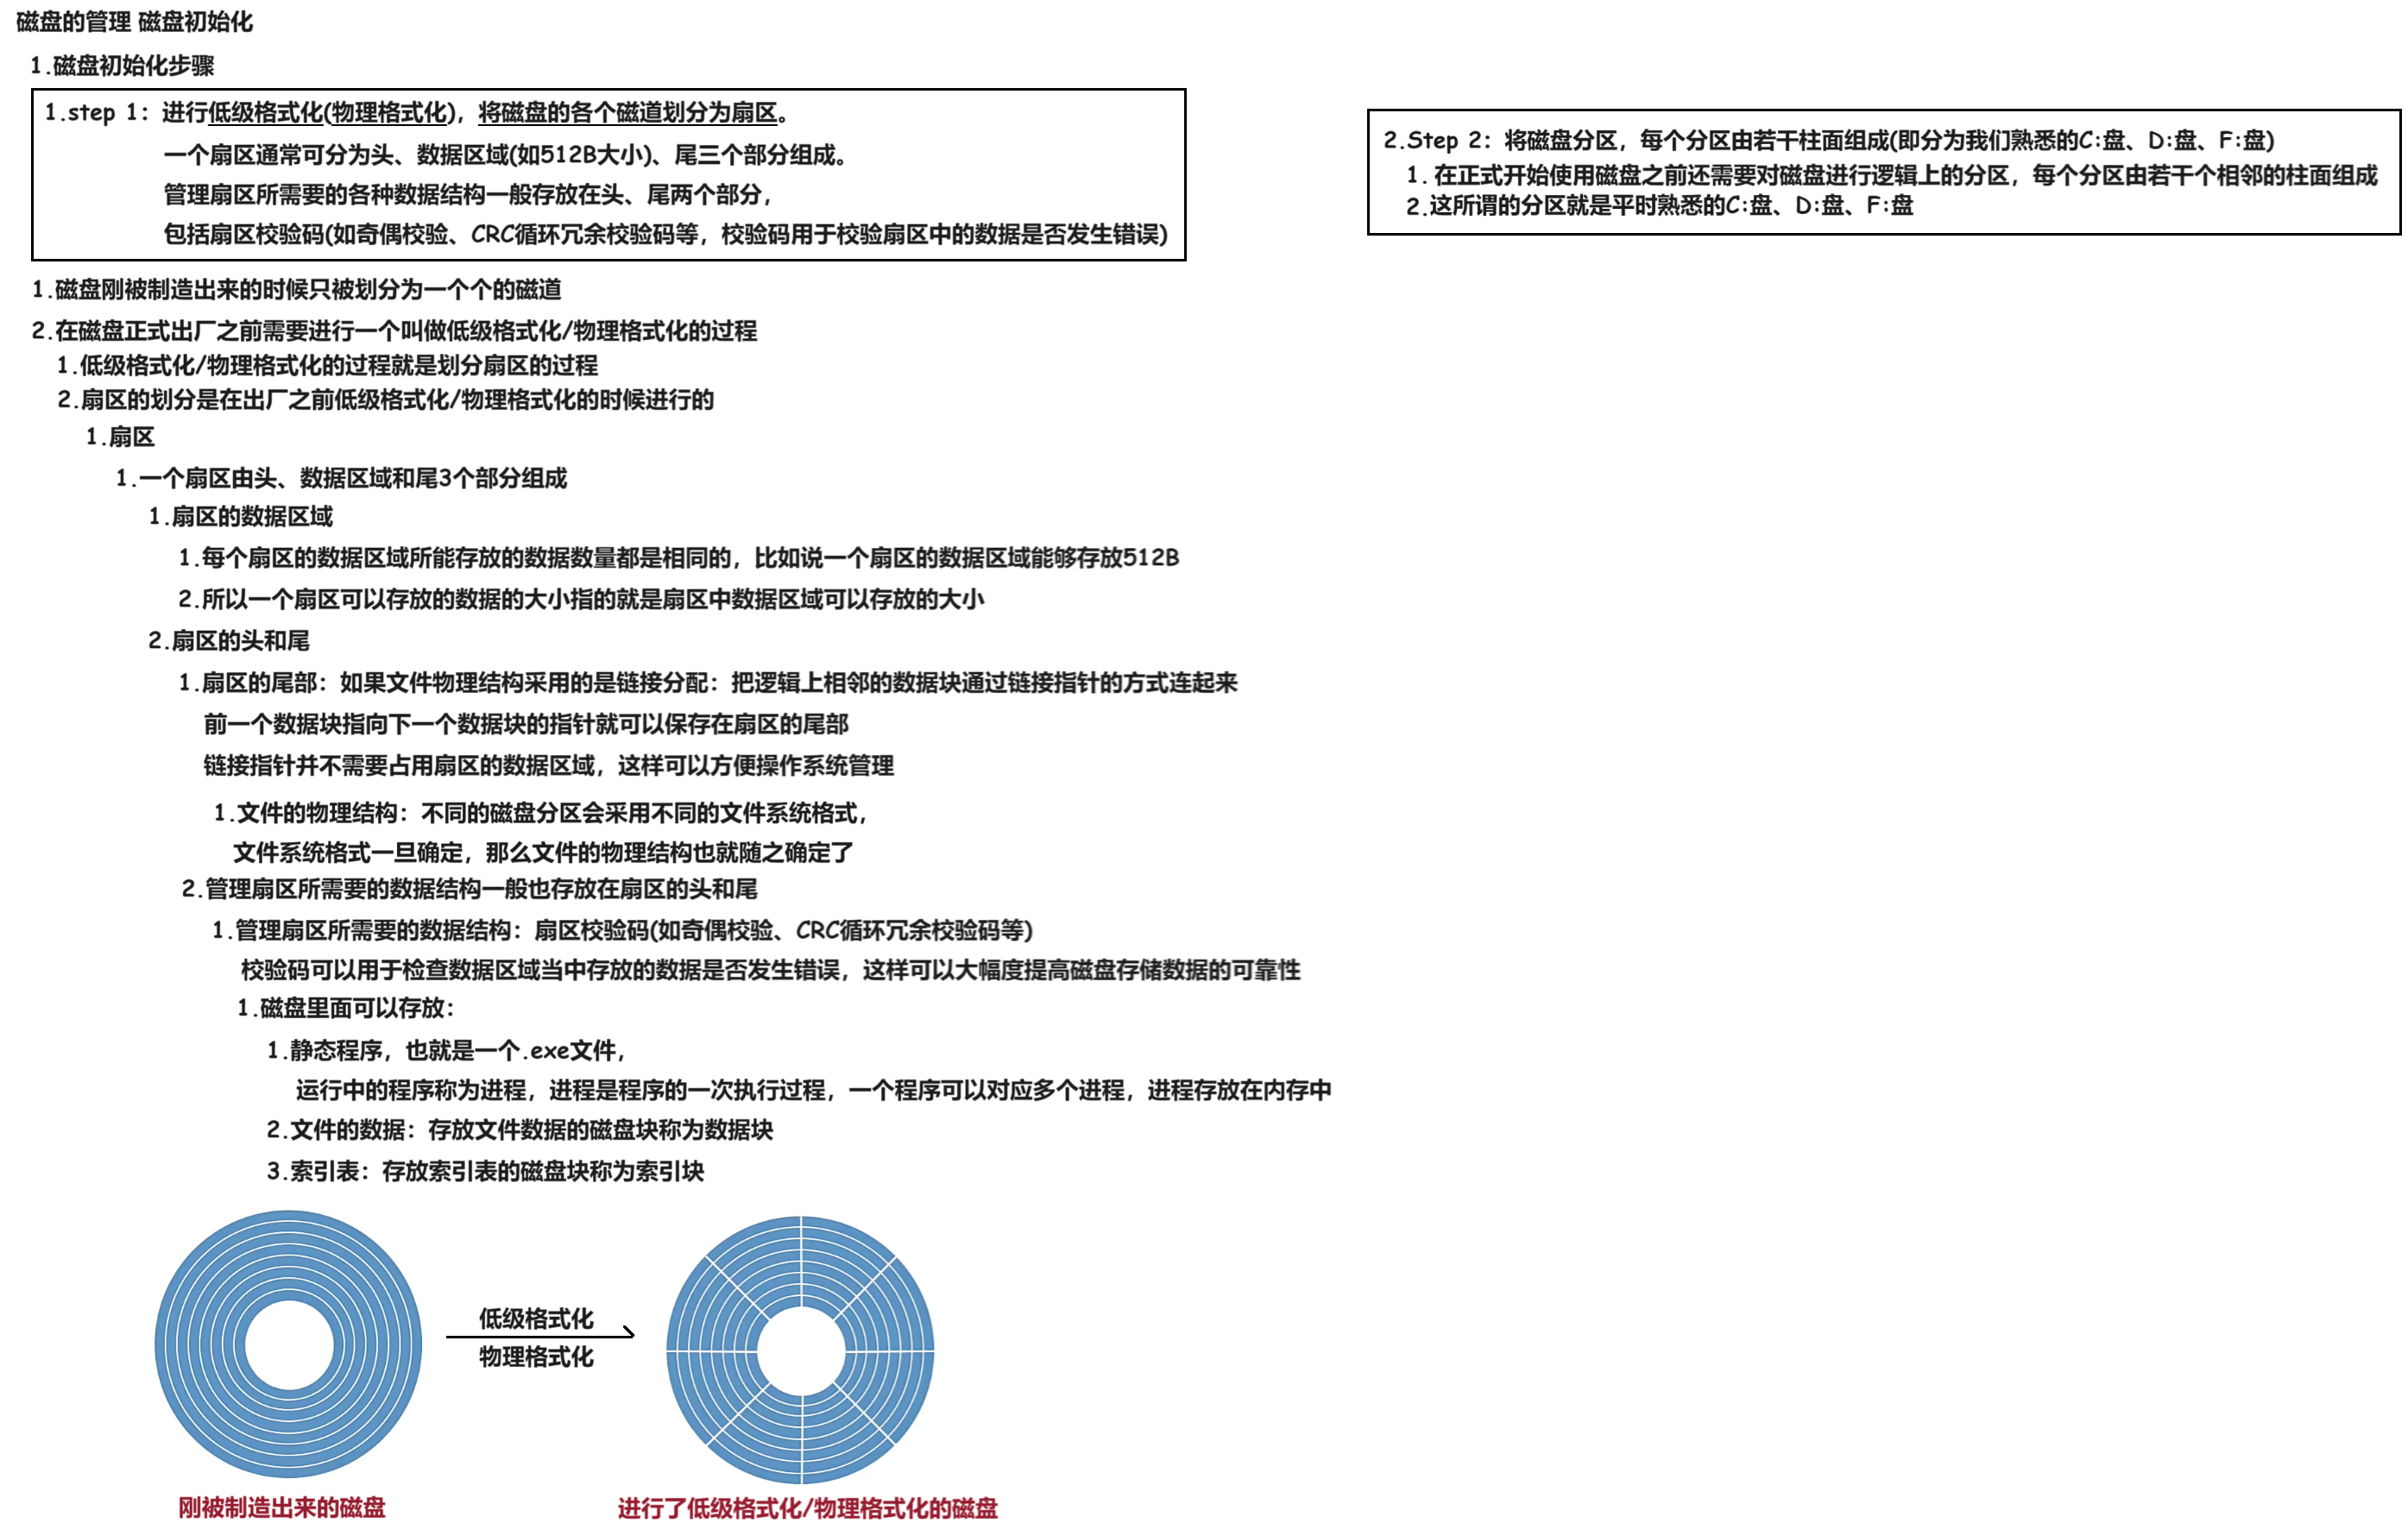 磁盘的管理 磁盘初始化
1.磁盘初始化步骤
1.step 1：进行低级格式化(物理格式化)，将磁盘的各个磁道划分为扇区。
一个扇区通常可分为头、数据区域(如512B大小)、尾三个部分组成。
管理扇区所需要的各种数据结构一般存放在头、尾两个部分，
包括扇区校验码(如奇偶校验、CRC循环冗余校验码等，校验码用于校验扇区中的数据是否发生错误)
2.Step 2：将磁盘分区，每个分区由若干柱面组成(即分为我们熟悉的C:盘、D:盘、F:盘)
1.在正式开始使用磁盘之前还需要对磁盘进行逻辑上的分区，每个分区由若干个相邻的柱面组成
2.这所谓的分区就是平时熟悉的C:盘、D:盘、F:盘
1.磁盘刚被制造出来的时候只被划分为一个个的磁道
2.在磁盘正式出厂之前需要进行一个叫做低级格式化/物理格式化的过程
1.低级格式化/物理格式化的过程就是划分扇区的过程
2.扇区的划分是在出厂之前低级格式化/物理格式化的时候进行的
1.扇区
1.一个扇区由头、数据区域和尾3个部分组成
1.扇区的数据区域
1.每个扇区的数据区域所能存放的数据数量都是相同的，比如说一个扇区的数据区域能够存放512B
2.所以一个扇区可以存放的数据的大小指的就是扇区中数据区域可以存放的大小
2.扇区的头和尾
1.扇区的尾部：如果文件物理结构采用的是链接分配：把逻辑上相邻的数据块通过链接指针的方式连起来
前一个数据块指向下一个数据块的指针就可以保存在扇区的尾部
链接指针并不需要占用扇区的数据区域，这样可以方便操作系统管理
1.文件的物理结构：不同的磁盘分区会采用不同的文件系统格式，
文件系统格式一旦确定，那么文件的物理结构也就随之确定了
2.管理扇区所需要的数据结构一般也存放在扇区的头和尾
1.管理扇区所需要的数据结构：扇区校验码(如奇偶校验、CRC循环冗余校验码等)
校验码可以用于检查数据区域当中存放的数据是否发生错误，这样可以大幅度提高磁盘存储数据的可靠性
1.磁盘里面可以存放：
1.静态程序，也就是一个.exe文件，
运行中的程序称为进程，进程是程序的一次执行过程，一个程序可以对应多个进程，进程存放在内存中
2.文件的数据：存放文件数据的磁盘块称为数据块
3.索引表：存放索引表的磁盘块称为索引块
低级格式化
物理格式化
刚被制造出来的磁盘
进行了低级格式化/物理格式化的磁盘